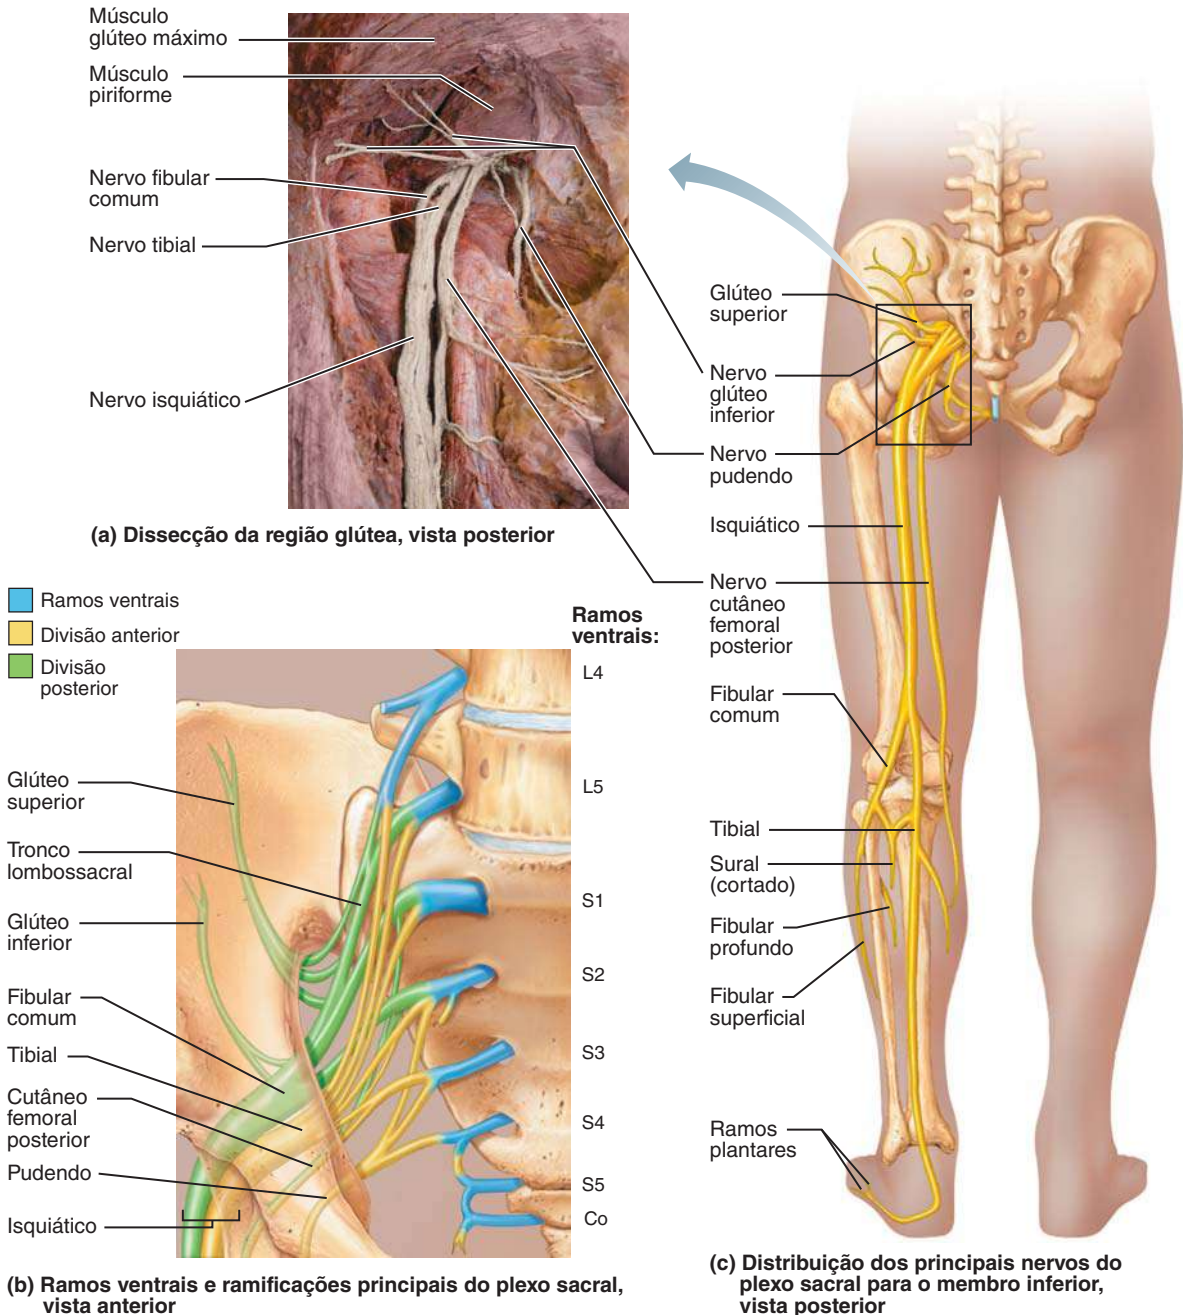 Músculo
glúteo máximo
Músculo
piriforme
Nervo fibular
comum
Nervo tibial
Nervo isquiático
(a) Dissecção da região glútea, vista posterior
Glúteo
superior
Nervo
glúteo
inferior
Nervo
pudendo
Isquiático
Nervo
cutâneo
femoral
posterior
Fibular
comum
Tibial
Sural
(cortado)
Fibular
profundo
Fibular
superficial
Ramos
plantares
(c) Distribuição dos principais nervos do
plexo sacral para o membro inferior,
vista posterior
Ramos ventrais
Divisão anterior
Divisão
posterior
Ramos
ventrais:
L4
L5
S1
S2
S3
S4
S5
Co
Glúteo
superior
Tronco
lombossacral
Glúteo
inferior
Fibular
comum
Tibial
Cutâneo
femoral
posterior
Pudendo
Isquiático
(b) Ramos ventrais e ramificações principais do plexo sacral,
vista anterior